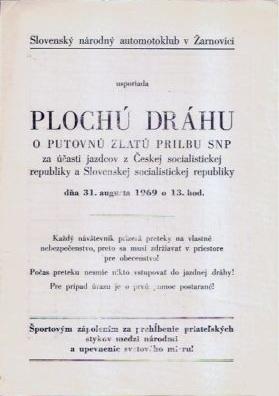 Slovenský národný automotoklub v Žarnovici
usporiada
PLOCHÚ DRÁHU
O PUTOVNÚ ZLATÚ PRILBU SNP
za účasti jazdcov z Českej socialistickej
republiky a Slovenskej socialistickej republiky
dňa 31. augusta 1969 o 13. hod.
Každý návštevník prizerá preteky na vlastné
nebezpečenstvo, preto sa musí zdržiavať v priestore
pre obecenstvo!
Počas preteku nesmie nikto vstupovať do jazdnej dráhy!
Pre prípad úrazu je o prvú pomoc postarané!
Športovým zápolením za prehĺbenie priateľských
stykov medzi národmi
a upevnenie svetového mieru!